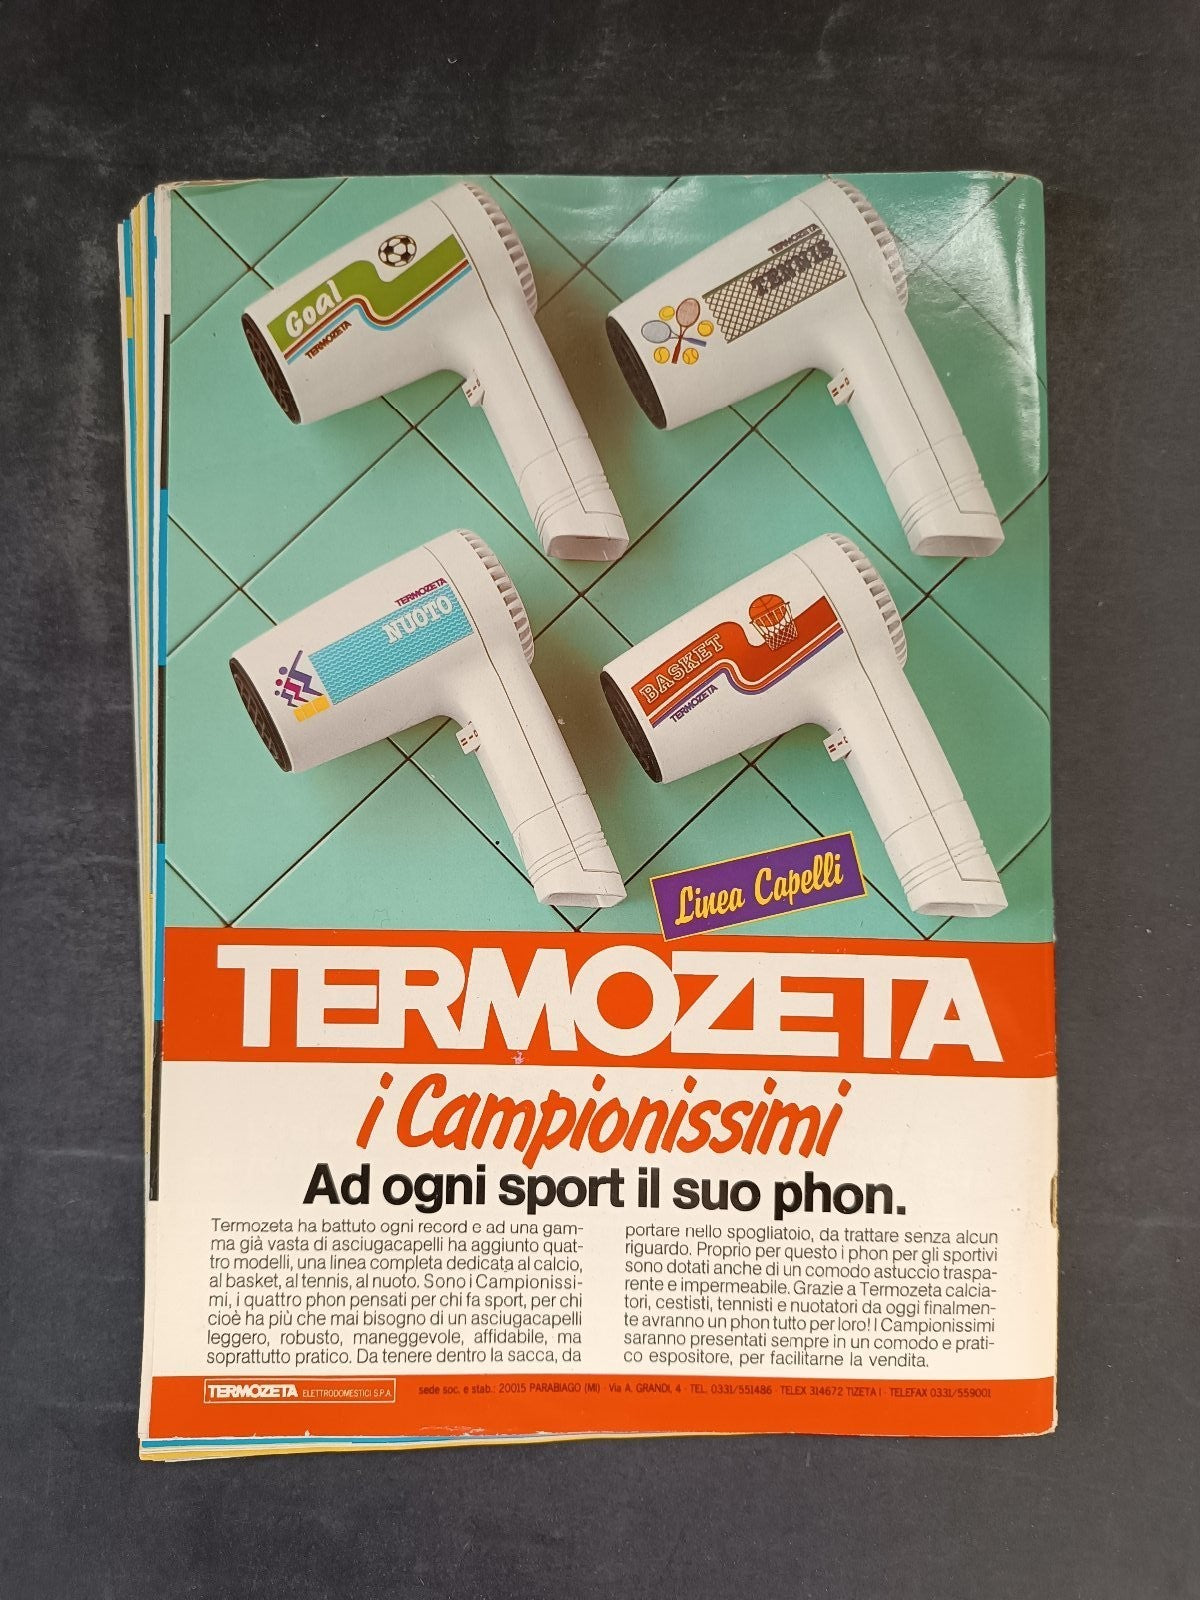 Goal
TERMOZETA
TERMOZETA
TENNIS
TERMOZETA
NUOTO
BASKET
TERMOZETA
Linea Capelli
TERMOZETA
i Campionissimi
Ad ogni sport il suo phon.
Termozeta ha battuto ogni record e ad una gam-
ma già vasta di asciugacapelli ha aggiunto quat-
tro modelli, una linea completa dedicata al calcio,
al basket, al tennis, al nuoto. Sono i Campionissi-
mi, i quattro phon pensati per chi fa sport, per chi
cioè ha più che mai bisogno di un asciugacapelli
leggero, robusto, maneggevole, affidabile, ma
soprattutto pratico. Da tenere dentro la sacca, da
portare nello spogliatoio, da trattare senza alcun
riguardo. Proprio per questo i phon per gli sportivi
sono dotati anche di un comodo astuccio traspa-
rente e impermeabile. Grazie a Termozeta calcia-
tori, cestisti, tennisti e nuotatori da oggi finalmen-
te avranno un phon tutto per loro! I Campionissimi
saranno presentati sempre in un comodo e prati-
co espositore, per facilitarne la vendita.
TERMOZETA ELETTRODOMESTICI S.P.A. sede soc. e stab.: 20015 PARABIAGO (MI) · Via A. GRANDI, 4 · TEL. 0331/551486 · TELEX 314672 TIZETA I · TELEFAX 0331/559001